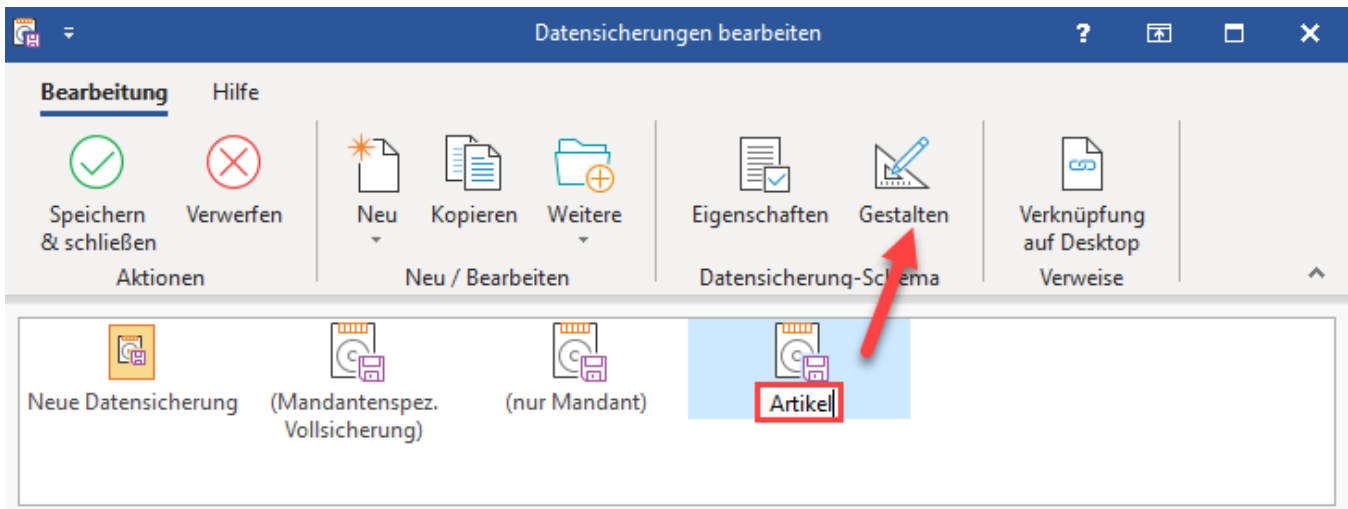 Datensicherungen bearbeiten
?
Bearbeitung Hilfe
Speichern Verwerfen Neu Kopieren Weitere Eigenschaften Gestalten Verknüpfung
& schließen auf Desktop
Aktionen Neu / Bearbeiten Datensicherung-Schema Verweise
Neue Datensicherung (Mandantenspez. (nur Mandant) Artikel
Vollsicherung)